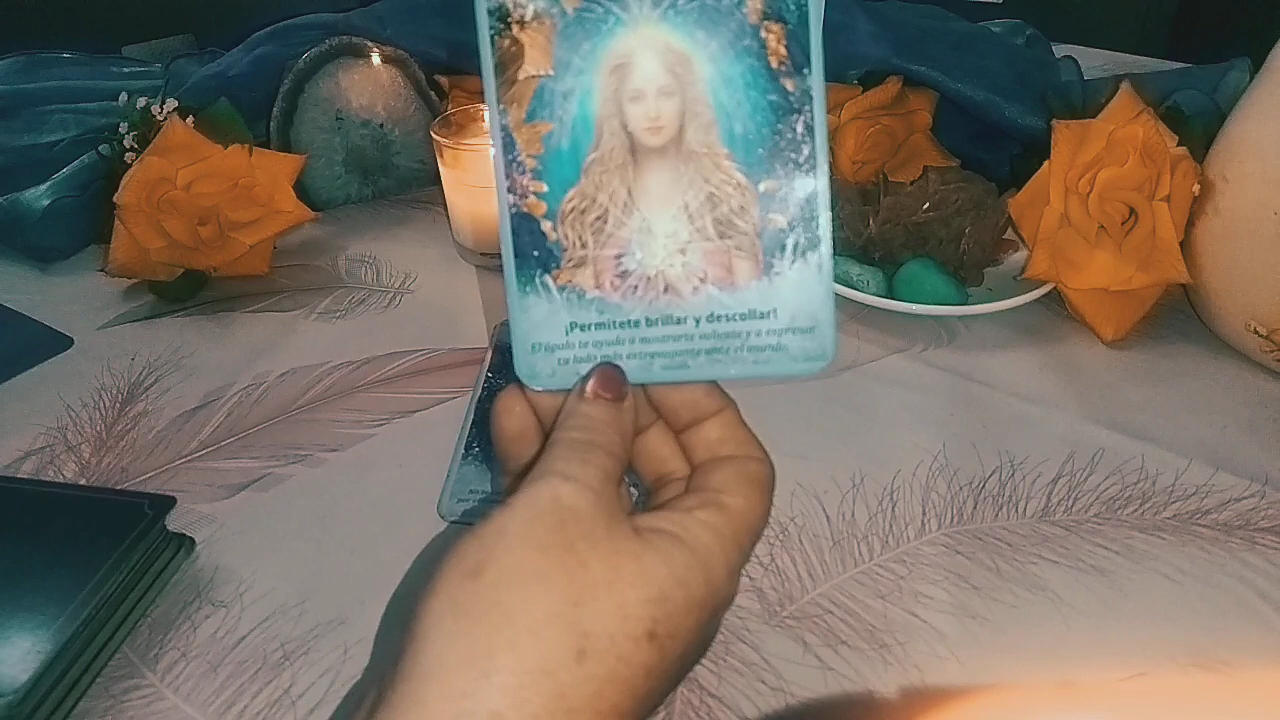 ¡Permítete brillar y descollar!
El ópalo te ayuda a mostrarte valiente y a expresar
tu lado más extravagante ante el mundo.